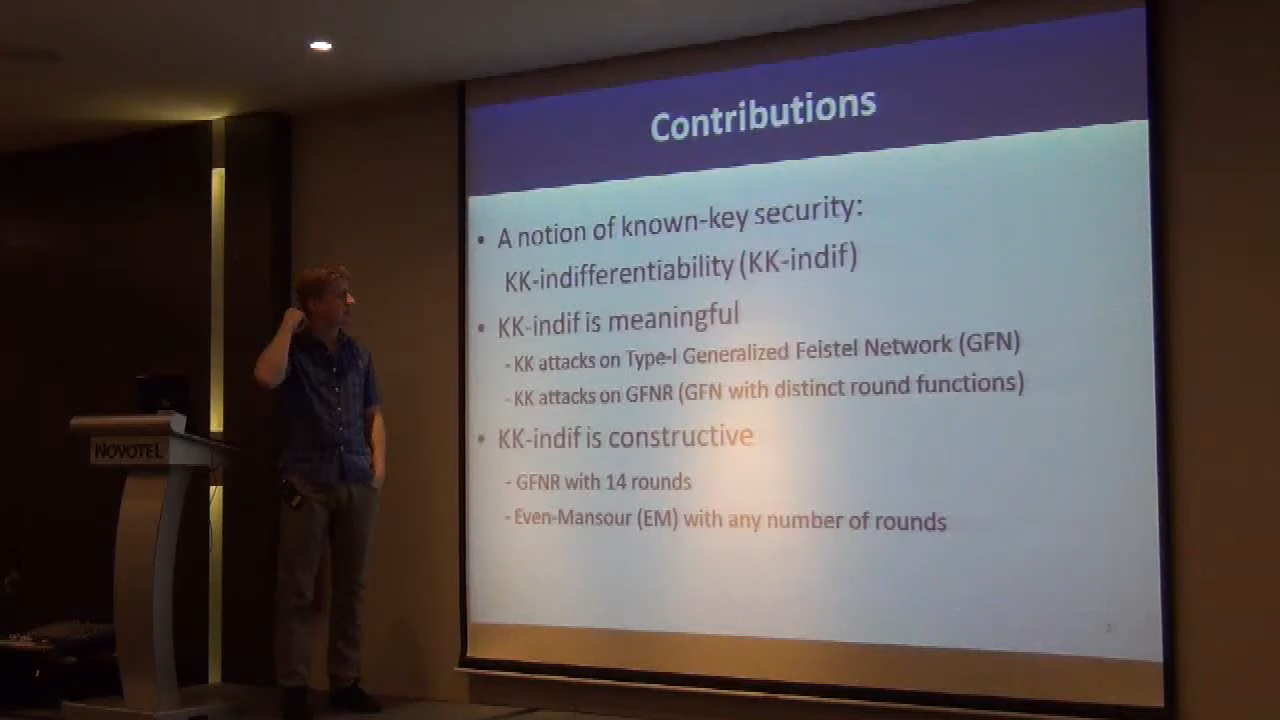 Contributions
• A notion of known-key security:
KK-indifferentiability (KK-indif)
• KK-indif is meaningful
- KK attacks on Type-I Generalized Feistel Network (GFN)
- KK attacks on GFNR (GFN with distinct round functions)
• KK-indif is constructive
- GFNR with 14 rounds
- Even-Mansour (EM) with any number of rounds
NOVOTEL